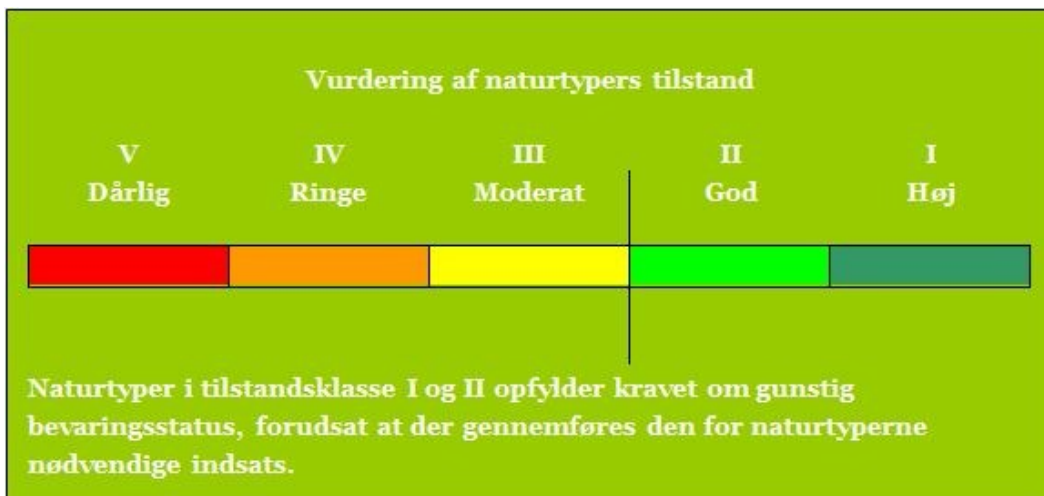 Vurdering af naturtypers tilstand
V IV III II I
Dårlig Ringe Moderat God Høj
Naturtyper i tilstandsklasse I og II opfylder kravet om gunstig
bevaringsstatus, forudsat at der gennemføres den for naturtyperne
nødvendige indsats.